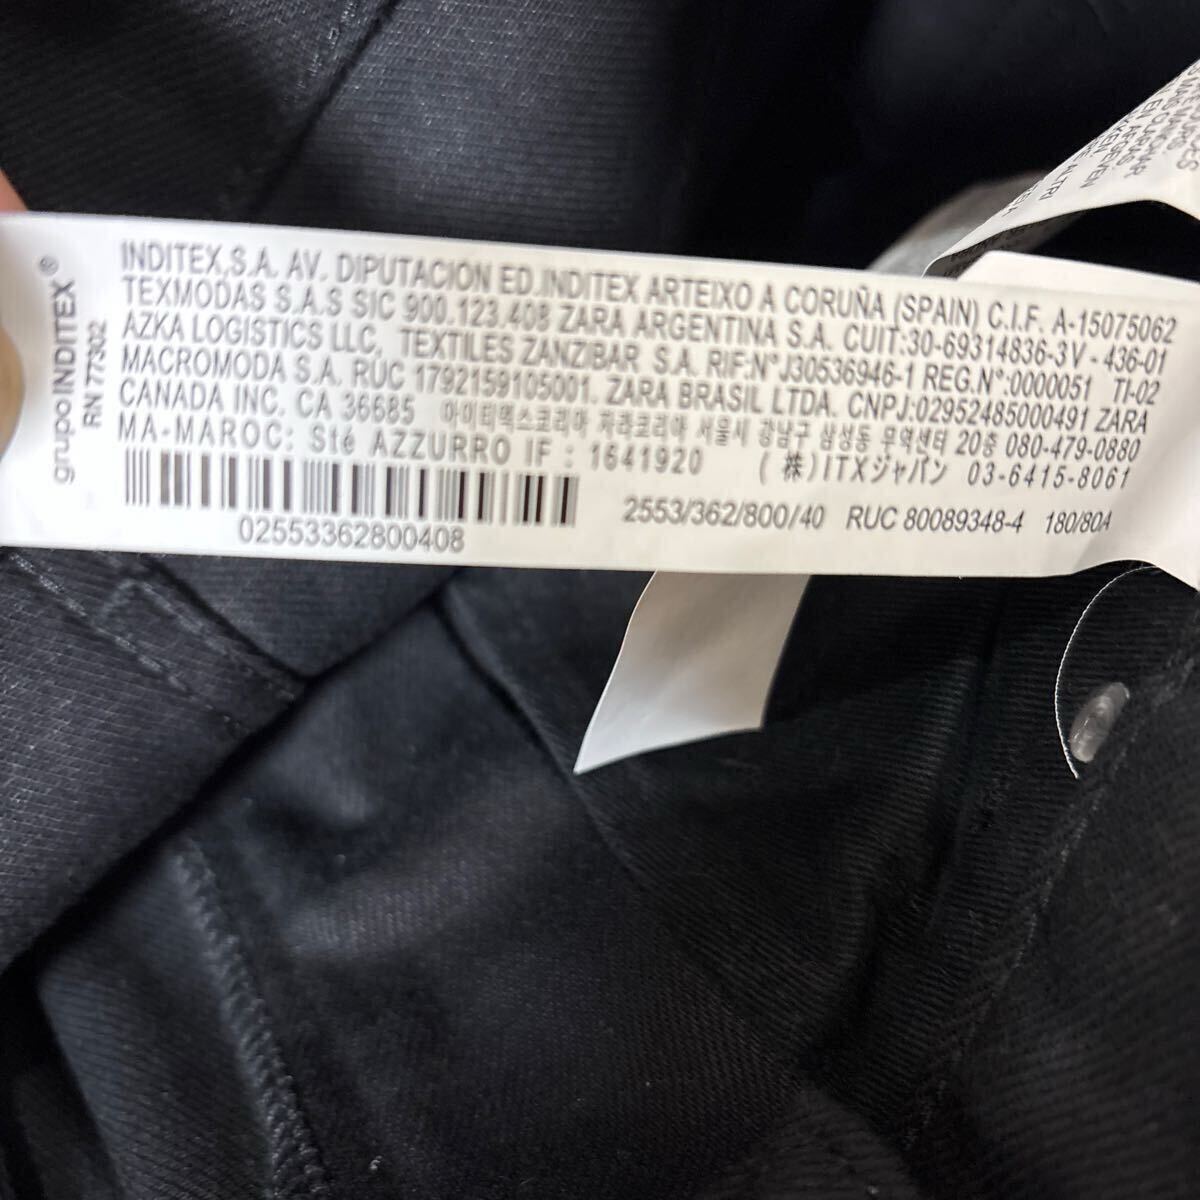 grupo INDITEX®
RN 77302
INDITEX,S.A. AV. DIPUTACION ED.INDITEX ARTEIXO A CORUÑA (SPAIN) C.I.F. A-15075062
TEXMODAS S.A.S SIC 900.123.408 ZARA ARGENTINA S.A. CUIT:30-69314836-3V - 436-01
AZKA LOGISTICS LLC, TEXTILES ZANZIBAR S.A. RIF:Nº J30536946-1 REG.Nº:0000051 TI-02
MACROMODA S.A. RUC 1792159105001. ZARA BRASIL LTDA. CNPJ:02952485000491 ZARA
CANADA INC. CA 36685 아이티엑스코리아 자라코리아 서울시 강남구 삼성동 무역센터 20층 080-479-0880
MA-MAROC: Sté AZZURRO IF : 1641920 (株)ITXジャパン 03-6415-8061
2553/362/800/40 RUC 80089348-4 180/80A
02553362800408
EN AFGEVEN